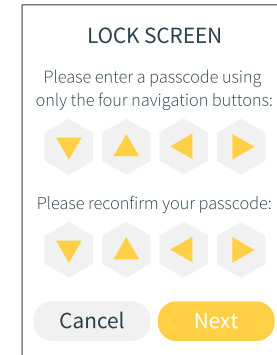 LOCK SCREEN
Please enter a passcode using
only the four navigation buttons:
Please reconfirm your passcode:
Cancel
Next